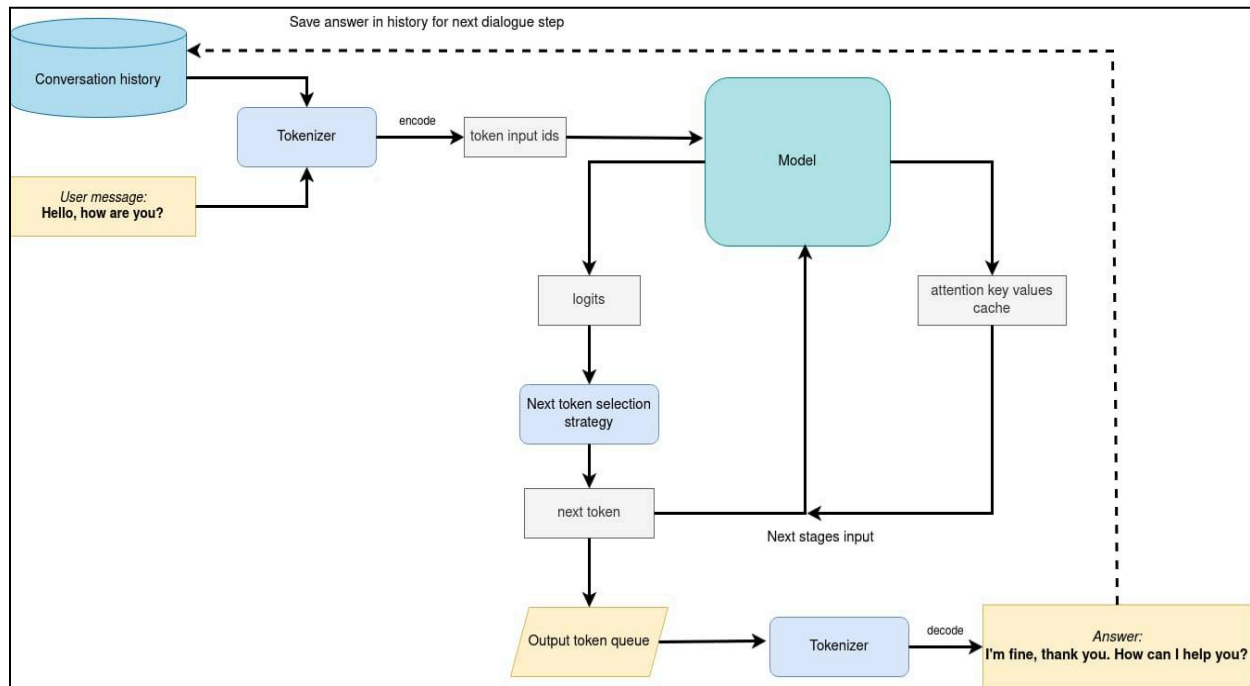 Save answer in history for next dialogue step
Conversation history
Tokenizer
encode
token input ids
Model
User message:
Hello, how are you?
logits
attention key values
cache
Next token selection
strategy
next token
Next stages input
Output token queue
Tokenizer
decode
Answer:
I'm fine, thank you. How can I help you?